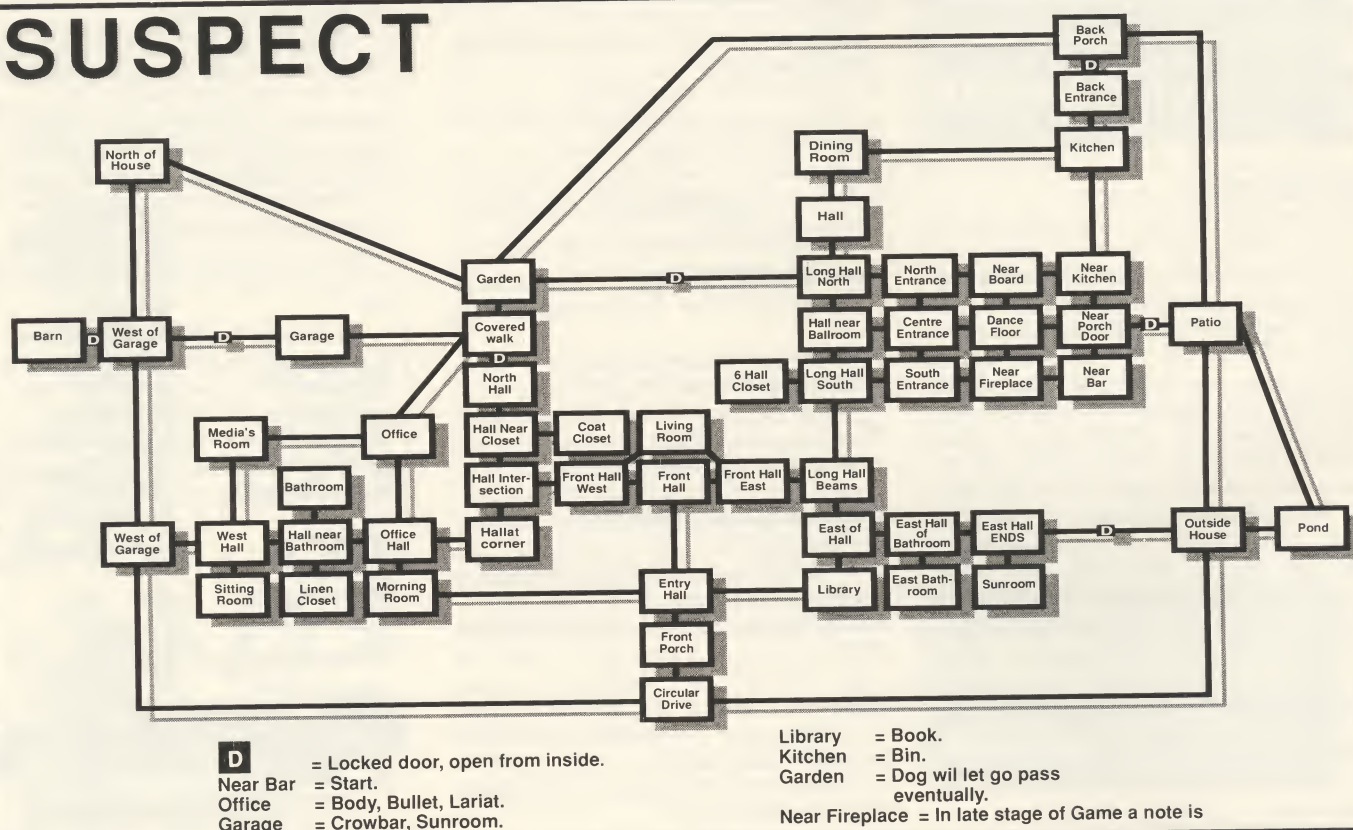 SUSPECT
Back
Porch
D
Back
Entrance
North of
House
Dining
Room
Kitchen
Hall
Garden
D
Long Hall
North
North
Entrance
Near
Board
Near
Kitchen
Barn
D
West of
Garage
D
Garage
Covered
walk
Hall near
Ballroom
Centre
Entrance
Dance
Floor
Near
Porch
Door
D
Patio
D
North
Hall
6 Hall
Closet
Long Hall
South
South
Entrance
Near
Fireplace
Near
Bar
Media's
Room
Office
Hall Near
Closet
Coat
Closet
Living
Room
Bathroom
Hall Inter-
section
Front Hall
West
Front
Hall
Front Hall
East
Long Hall
Beams
West of
Garage
West
Hall
Hall near
Bathroom
Office
Hall
Hallat
corner
East of
Hall
East Hall
of
Bathroom
East Hall
ENDS
D
Outside
House
Pond
Sitting
Room
Linen
Closet
Morning
Room
Entry
Hall
Library
East Bath-
room
Sunroom
Front
Porch
Circular
Drive
D = Locked door, open from inside.
Near Bar = Start.
Office = Body, Bullet, Lariat.
Garage = Crowbar, Sunroom.
Library = Book.
Kitchen = Bin.
Garden = Dog wil let go pass
eventually.
Near Fireplace = In late stage of Game a note is